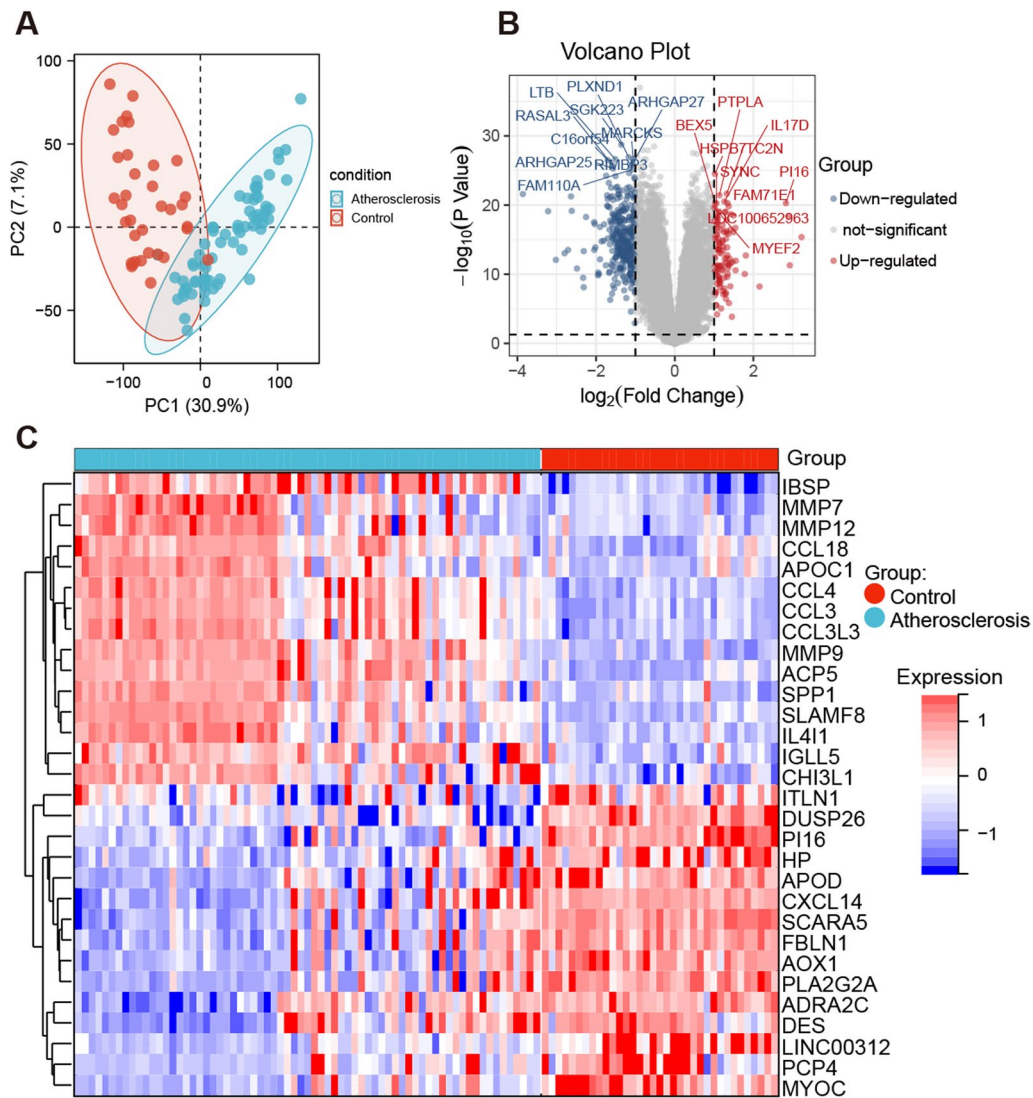 A
100
50
0
−50
−100
0
100
PC2 (7.1%)
PC1 (30.9%)
condition
Atherosclerosis
Control
B
Volcano Plot
PLXND1
LTB
SGK223
ARHGAP27
PTPLA
RASAL3
MARCKS
BEX5
IL17D
C16orf54
HSPB7
TC2N
ARHGAP25
RIMBP3
SYNC
PI16
FAM110A
FAM71E1
LOC100652963
MYEF2
30
20
10
0
−4
−2
0
2
−log10(P Value)
log2(Fold Change)
Group
Down-regulated
not-significant
Up-regulated
C
Group
IBSP
MMP7
MMP12
CCL18
APOC1
CCL4
CCL3
CCL3L3
MMP9
ACP5
SPP1
SLAMF8
IL4I1
IGLL5
CHI3L1
ITLN1
DUSP26
PI16
HP
APOD
CXCL14
SCARA5
FBLN1
AOX1
PLA2G2A
ADRA2C
DES
LINC00312
PCP4
MYOC
Group:
Control
Atherosclerosis
Expression
1
0
−1